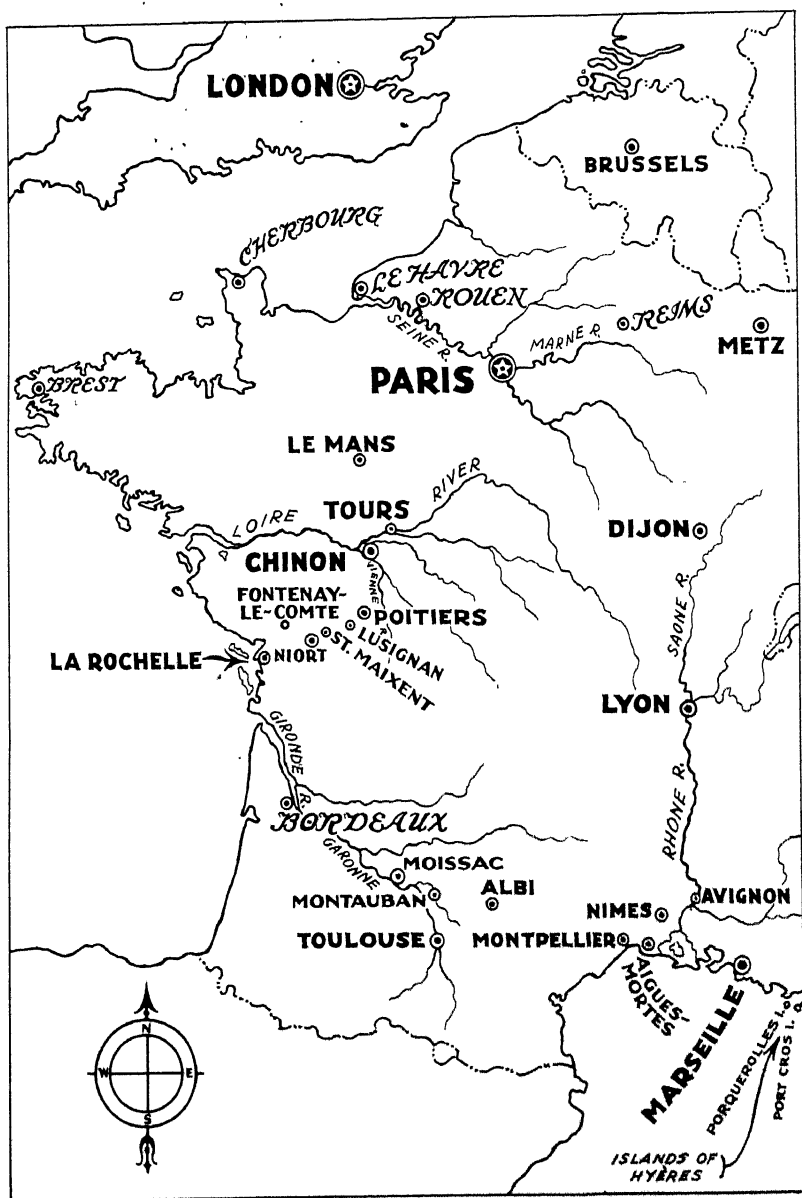 LONDON
BRUSSELS
CHERBOURG
LE HAVRE
ROUEN
SEINE R.
REIMS
MARNE R.
METZ
PARIS
BREST
LE MANS
RIVER
TOURS
LOIRE
DIJON
CHINON
VIENNE
FONTENAY-
LE-COMTE
POITIERS
LUSIGNAN
ST. MAIXENT
NIORT
LA ROCHELLE
SAONE R.
LYON
GIRONDE R.
BORDEAUX
RHONE R.
GARONNE
MOISSAC
MONTAUBAN
ALBI
AVIGNON
NIMES
TOULOUSE
MONTPELLIER
AIGUES-
MORTES
MARSEILLE
PORQUEROLLES I.
PORT CROS I.
ISLANDS OF
HYÈRES
N
W E
S